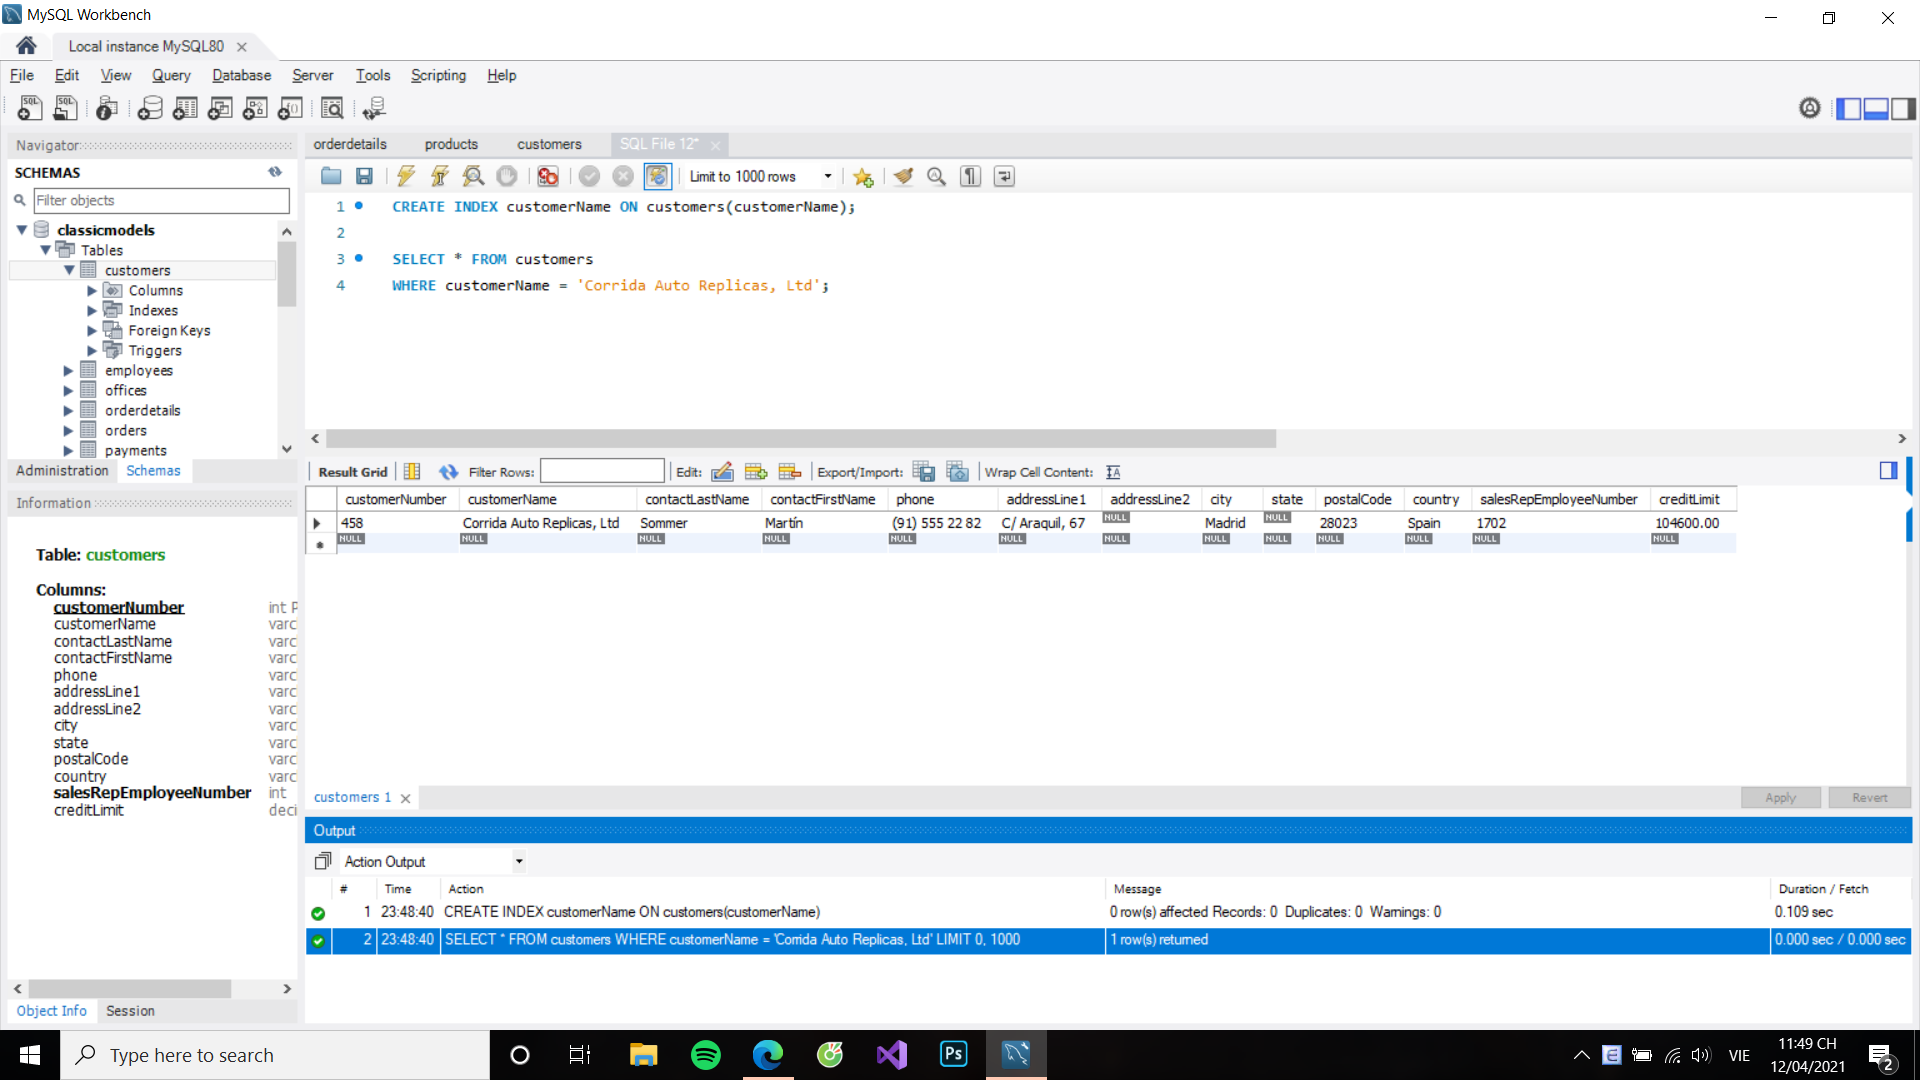 MySQL Workbench
Local instance MySQL80
File Edit View Query Database Server Tools Scripting Help
Navigator
SCHEMAS
Filter objects
classicmodels
Tables
customers
Columns
Indexes
Foreign Keys
Triggers
employees
offices
orderdetails
orders
payments
Administration Schemas
Information
Table: customers
Columns:
customerNumber int P
customerName varc
contactLastName varc
contactFirstName varc
phone varc
addressLine1 varc
addressLine2 varc
city varc
state varc
postalCode varc
country varc
salesRepEmployeeNumber int
creditLimit deci
Object Info Session
orderdetails products customers SQL File 12*
Limit to 1000 rows
1 CREATE INDEX customerName ON customers(customerName);
2
3 SELECT * FROM customers
4 WHERE customerName = 'Corrida Auto Replicas, Ltd';
Result Grid Filter Rows: Edit: Export/Import: Wrap Cell Content:
customerNumber customerName contactLastName contactFirstName phone addressLine1 addressLine2 city state postalCode country salesRepEmployeeNumber creditLimit
458 Corrida Auto Replicas, Ltd Sommer Martín (91) 555 22 82 C/ Araquil, 67 NULL Madrid NULL 28023 Spain 1702 104600.00
NULL NULL NULL NULL NULL NULL NULL NULL NULL NULL NULL NULL NULL
customers 1
Apply Revert
Output
Action Output
# Time Action Message Duration / Fetch
1 23:48:40 CREATE INDEX customerName ON customers(customerName) 0 row(s) affected Records: 0 Duplicates: 0 Warnings: 0 0.109 sec
2 23:48:40 SELECT * FROM customers WHERE customerName = 'Corrida Auto Replicas, Ltd' LIMIT 0, 1000 1 row(s) returned 0.000 sec / 0.000 sec
Type here to search
Ps
VIE
11:49 CH
12/04/2021
2